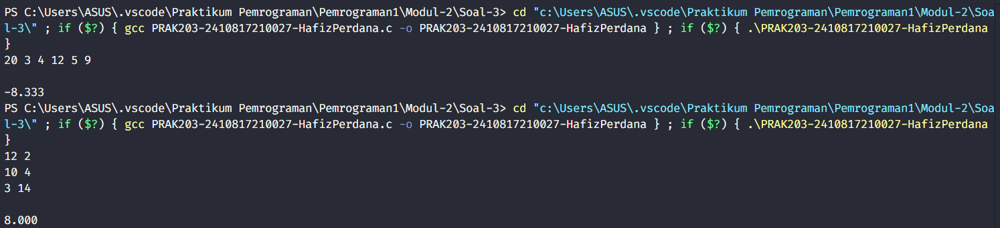 PS C:\Users\ASUS\.vscode\Praktikum Pemrograman\Pemrograman1\Modul-2\Soal-3> cd "c:\Users\ASUS\.vscode\Praktikum Pemrograman\Pemrograman1\Modul-2\Soa
l-3\" ; if ($?) { gcc PRAK203-2410817210027-HafizPerdana.c -o PRAK203-2410817210027-HafizPerdana } ; if ($?) { .\PRAK203-2410817210027-HafizPerdana
}
20 3 4 12 5 9
-8.333
PS C:\Users\ASUS\.vscode\Praktikum Pemrograman\Pemrograman1\Modul-2\Soal-3> cd "c:\Users\ASUS\.vscode\Praktikum Pemrograman\Pemrograman1\Modul-2\Soa
l-3\" ; if ($?) { gcc PRAK203-2410817210027-HafizPerdana.c -o PRAK203-2410817210027-HafizPerdana } ; if ($?) { .\PRAK203-2410817210027-HafizPerdana
}
12 2
10 4
3 14
8.000